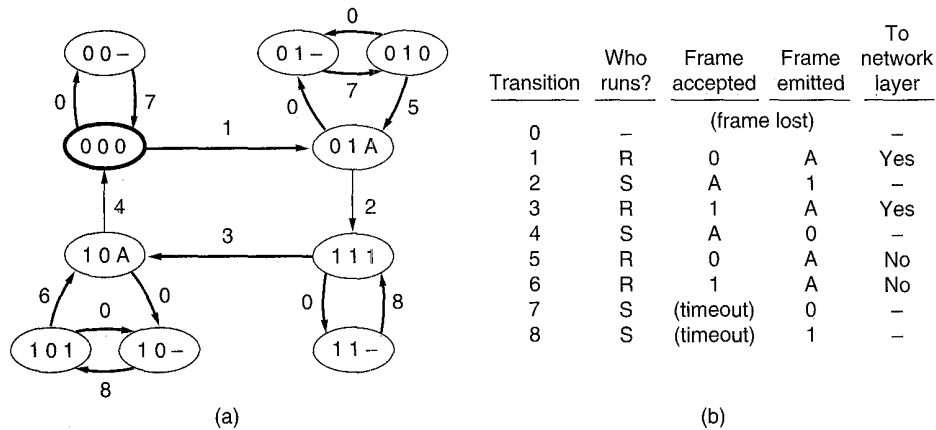 0 0 –
0
7
0 0 0
1
0
0 1 –
0 1 0
7
0
5
0 1 A
4
2
3
1 0 A
1 1 1
6
0
0
1 0 1
1 0 –
8
0
8
1 1 –
(a)
Transition Who runs? Frame accepted Frame emitted To network layer
0 – (frame lost) –
1 R 0 A Yes
2 S A 1 –
3 R 1 A Yes
4 S A 0 –
5 R 0 A No
6 R 1 A No
7 S (timeout) 0 –
8 S (timeout) 1 –
(b)